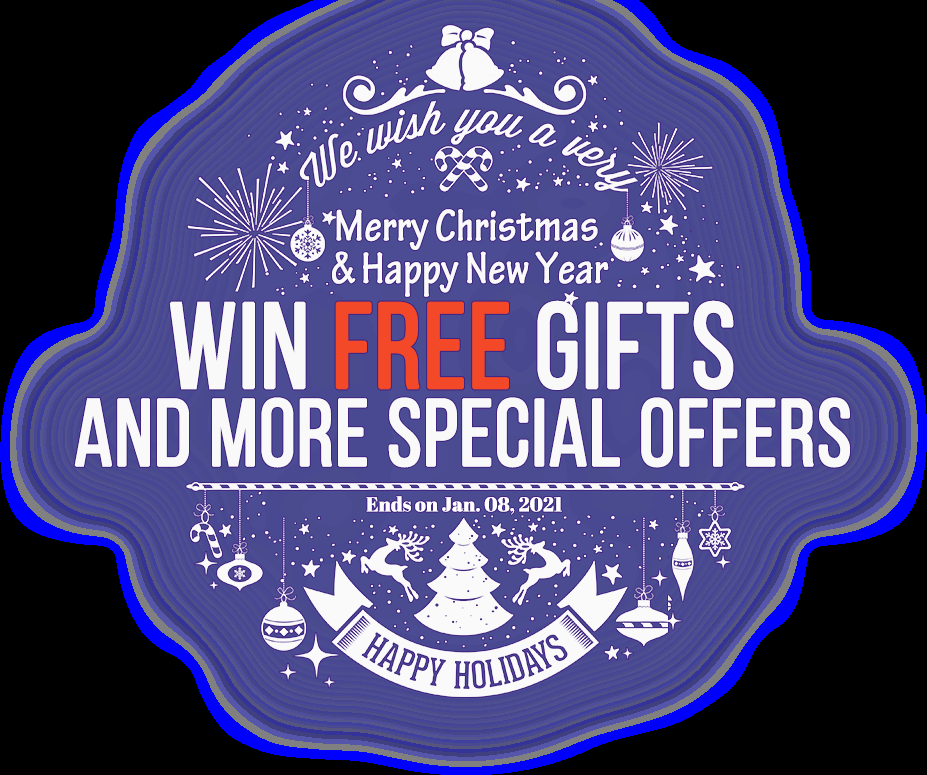 We wish you a very
Merry Christmas
& Happy New Year
WIN FREE GIFTS
AND MORE SPECIAL OFFERS
Ends on Jan. 08, 2021
HAPPY HOLIDAYS